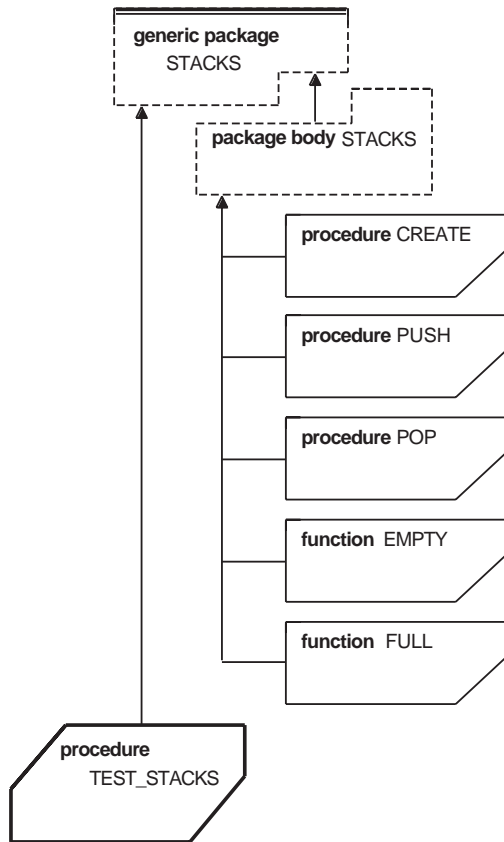 generic package
STACKS
package body STACKS
procedure CREATE
procedure PUSH
procedure POP
function EMPTY
function FULL
procedure
TEST_STACKS